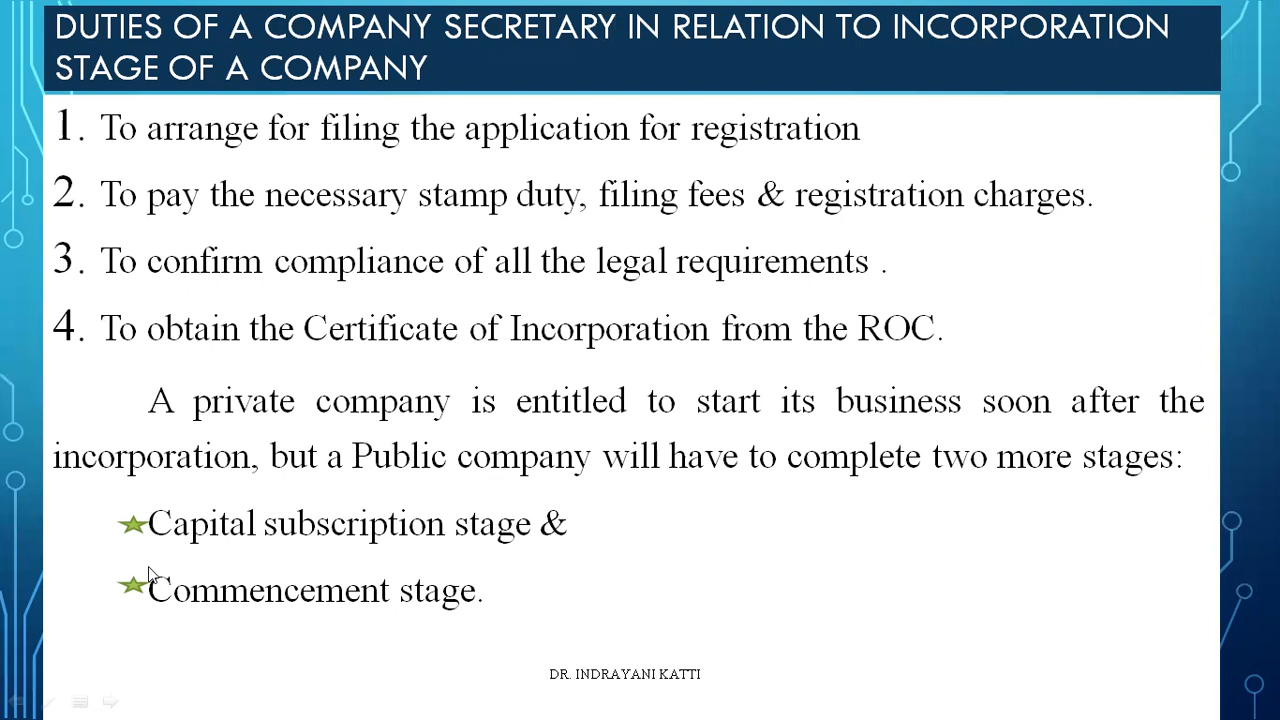 DUTIES OF A COMPANY SECRETARY IN RELATION TO INCORPORATION
STAGE OF A COMPANY
1. To arrange for filing the application for registration
2. To pay the necessary stamp duty, filing fees & registration charges.
3. To confirm compliance of all the legal requirements .
4. To obtain the Certificate of Incorporation from the ROC.
A private company is entitled to start its business soon after the
incorporation, but a Public company will have to complete two more stages:
Capital subscription stage &
Commencement stage.
DR. INDRAYANI KATTI